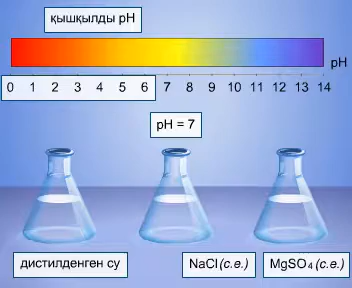 қышқылды pH
pH
0 1 2 3 4 5 6 7 8 9 10 11 12 13 14
pH = 7
дистилденген су
NaCl (с.е.)
MgSO₄ (с.е.)